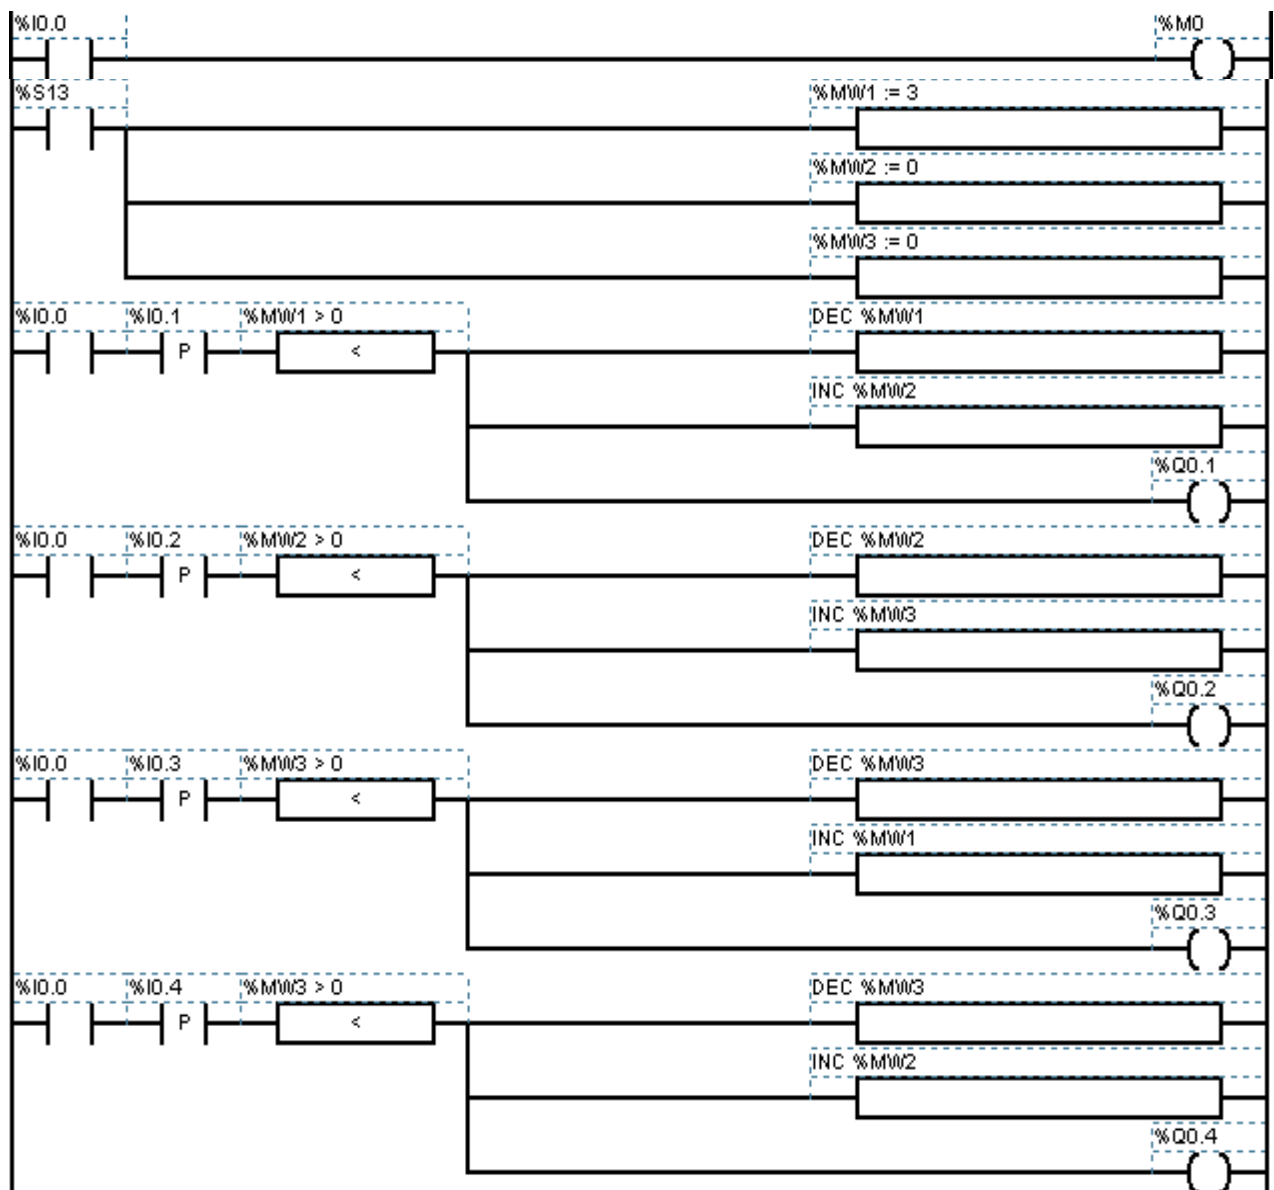 %I0.0 %M0
%S13 %MW1 := 3
%MW2 := 0
%MW3 := 0
%I0.0 %I0.1 %MW1 > 0 DEC %MW1
P <
INC %MW2
%Q0.1
%I0.0 %I0.2 %MW2 > 0 DEC %MW2
P <
INC %MW3
%Q0.2
%I0.0 %I0.3 %MW3 > 0 DEC %MW3
P <
INC %MW1
%Q0.3
%I0.0 %I0.4 %MW3 > 0 DEC %MW3
P <
INC %MW2
%Q0.4